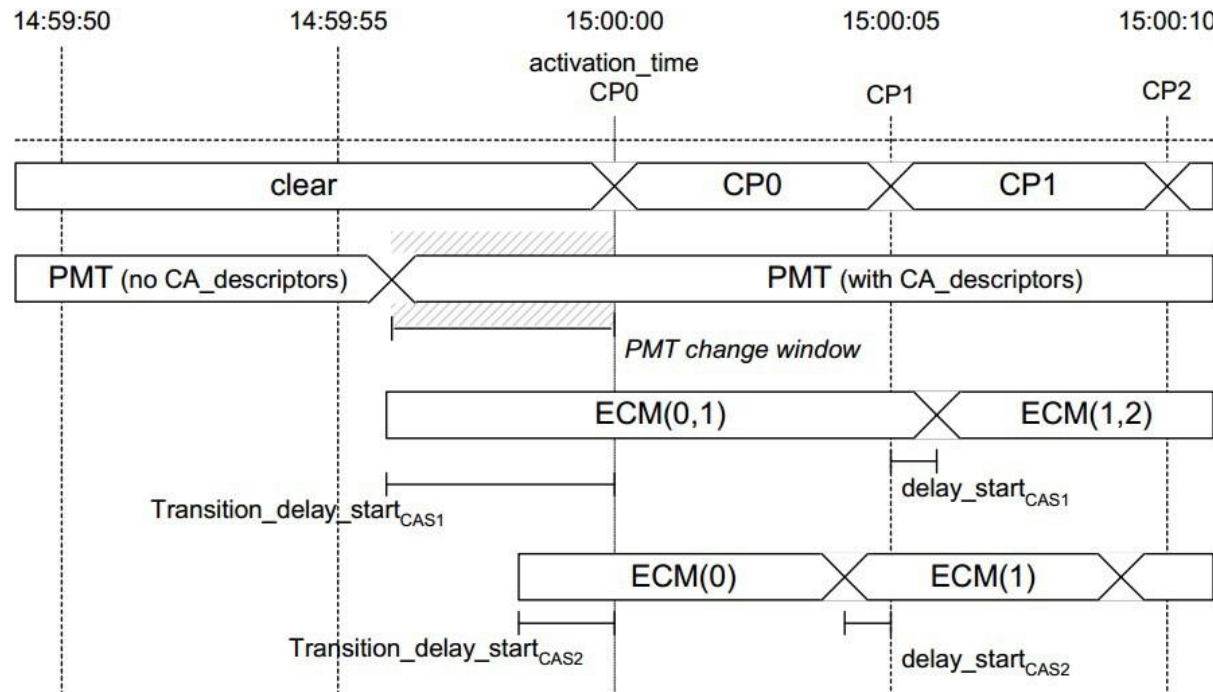 14:59:50 14:59:55 15:00:00 15:00:05 15:00:10
activation_time
CP0 CP1 CP2
clear CP0 CP1
PMT (no CA_descriptors) PMT (with CA_descriptors)
PMT change window
ECM(0,1) ECM(1,2)
Transition_delay_startCAS1 delay_startCAS1
ECM(0) ECM(1)
Transition_delay_startCAS2 delay_startCAS2